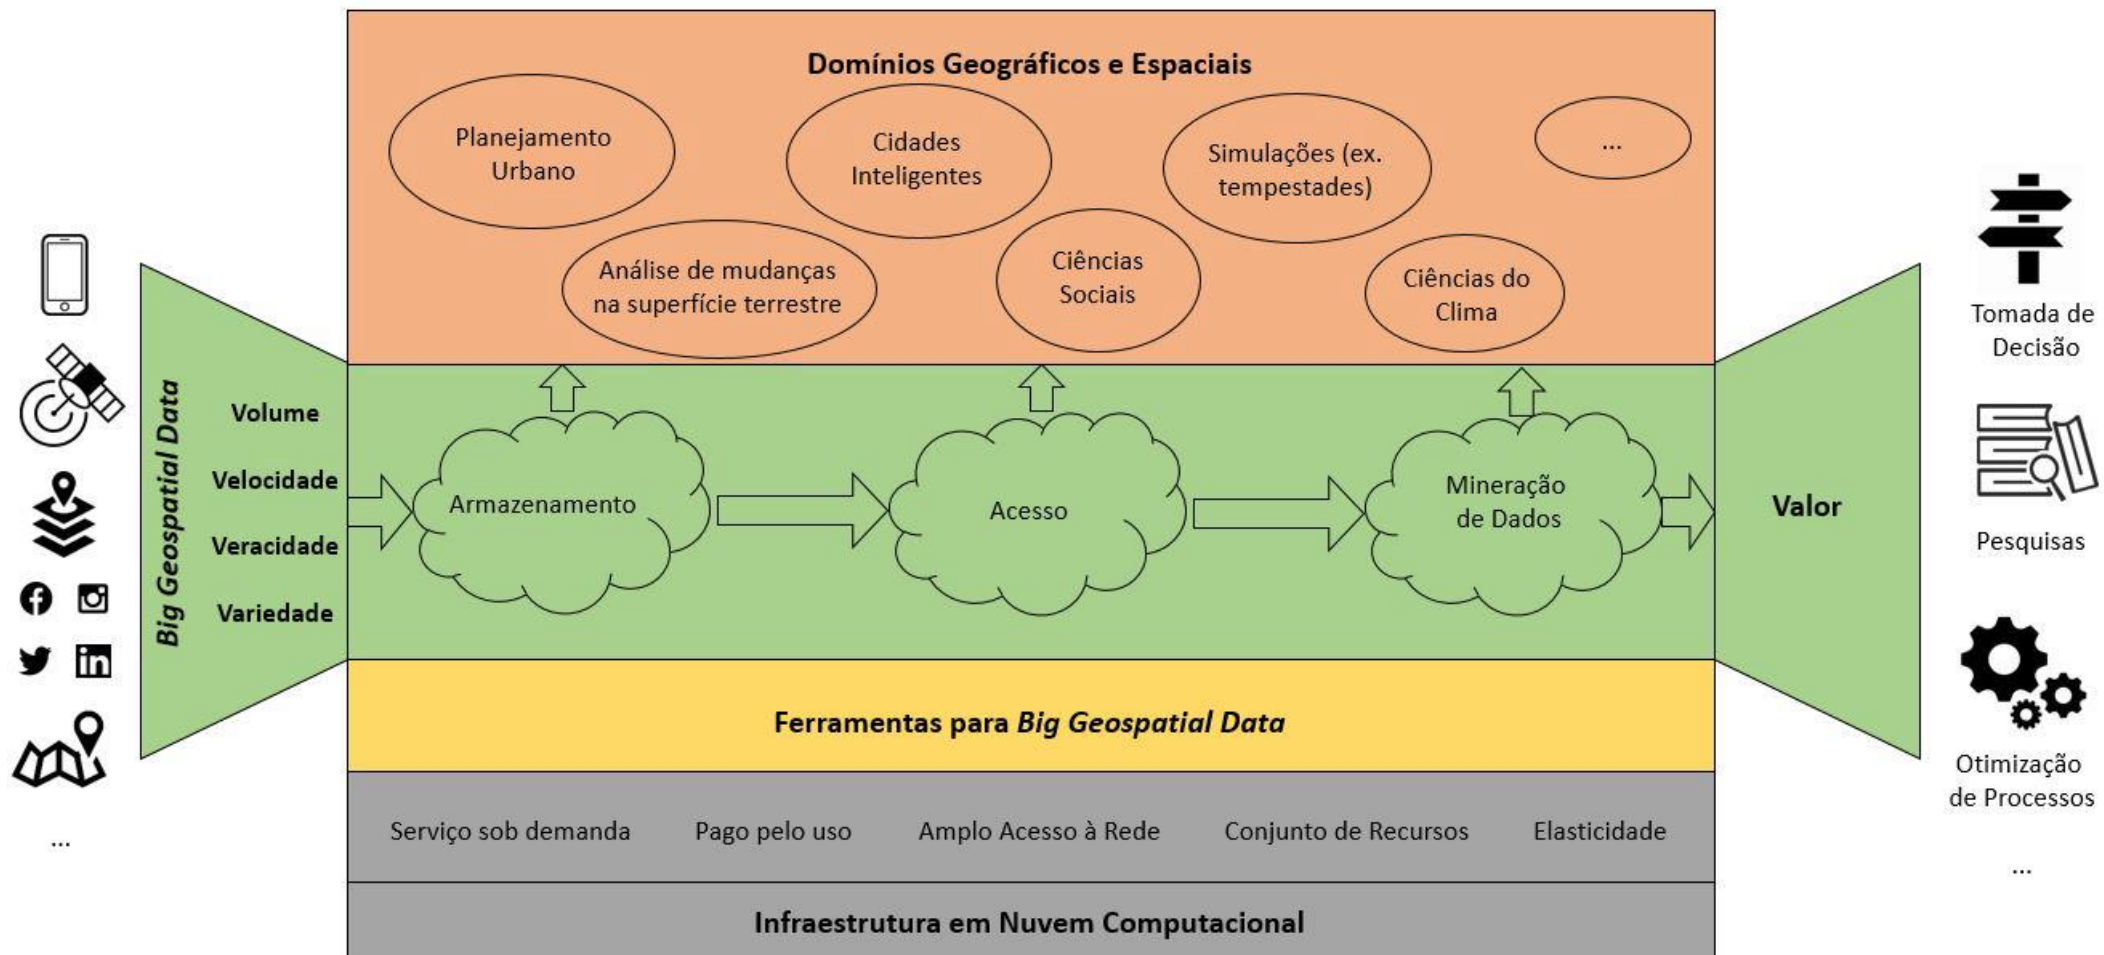 Domínios Geográficos e Espaciais
Planejamento
Urbano
Cidades
Inteligentes
Simulações (ex.
tempestades)
...
Análise de mudanças
na superfície terrestre
Ciências
Sociais
Ciências do
Clima
Big Geospatial Data
Volume
Velocidade
Veracidade
Variedade
...
Armazenamento
Acesso
Mineração
de Dados
Valor
Tomada de
Decisão
Pesquisas
Otimização
de Processos
...
Ferramentas para Big Geospatial Data
Serviço sob demanda
Pago pelo uso
Amplo Acesso à Rede
Conjunto de Recursos
Elasticidade
Infraestrutura em Nuvem Computacional